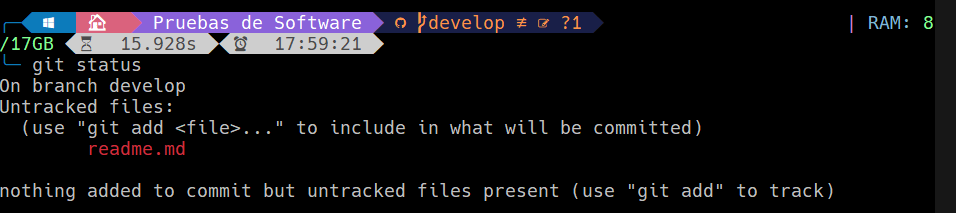 Pruebas de Software develop ≢ ?1 | RAM: 8
/17GB 15.928s 17:59:21
git status
On branch develop
Untracked files:
(use "git add <file>..." to include in what will be committed)
readme.md
nothing added to commit but untracked files present (use "git add" to track)